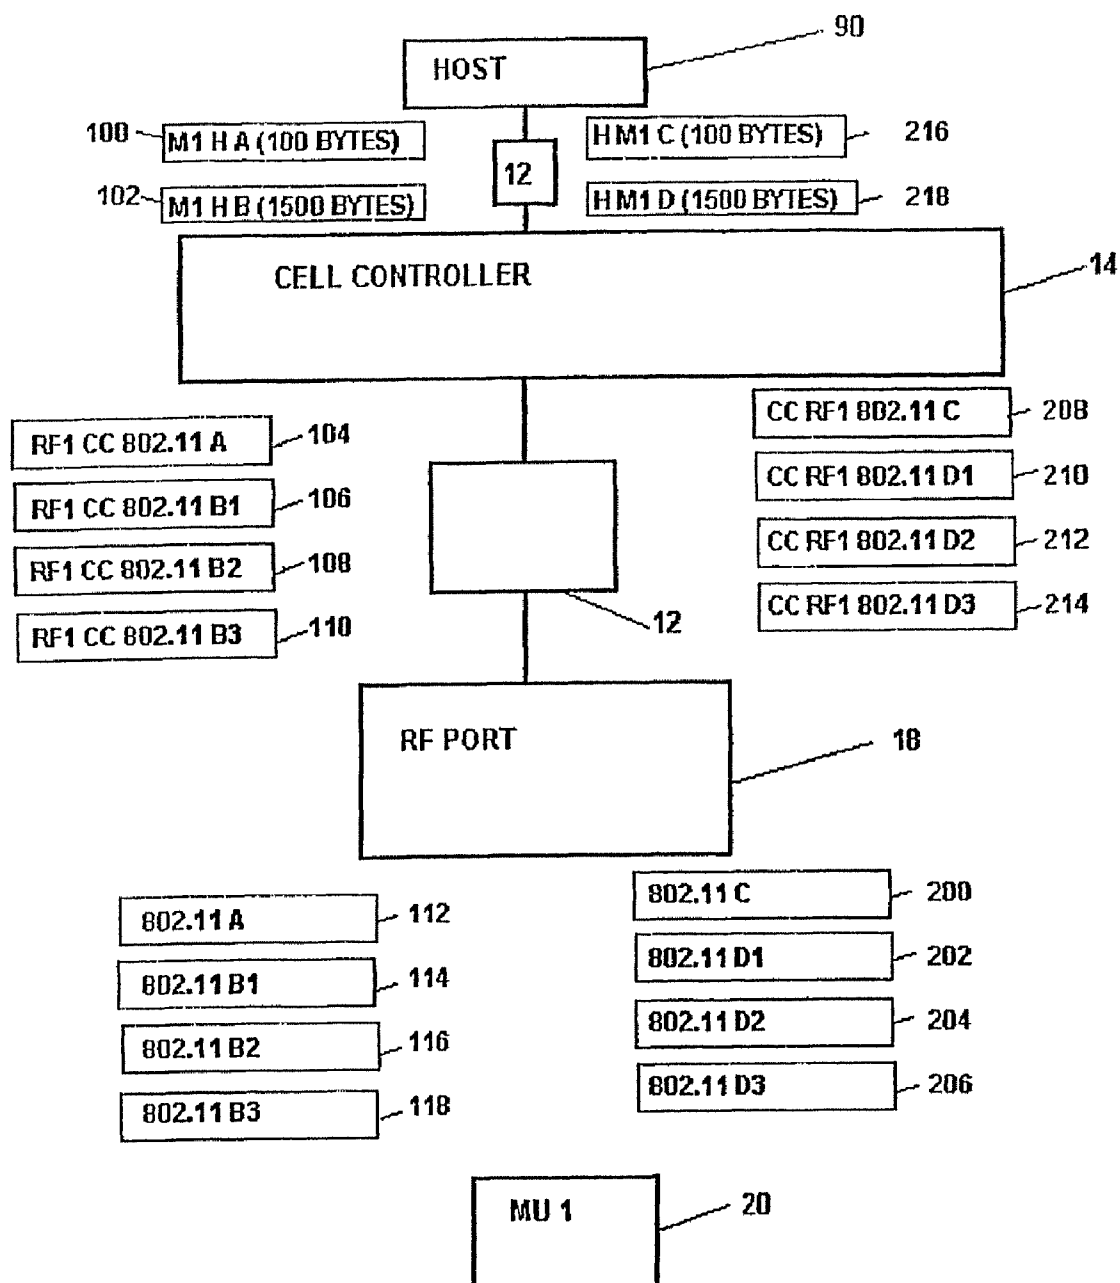 90
HOST
100
M1 H A (100 BYTES)
H M1 C (100 BYTES)
216
12
102
M1 H B (1500 BYTES)
H M1 D (1500 BYTES)
218
CELL CONTROLLER
14
CC RF1 802.11 C
208
RF1 CC 802.11 A
104
CC RF1 802.11 D1
210
RF1 CC 802.11 B1
106
CC RF1 802.11 D2
212
RF1 CC 802.11 B2
108
CC RF1 802.11 D3
214
RF1 CC 802.11 B3
110
12
RF PORT
18
802.11 C
200
802.11 A
112
802.11 D1
202
802.11 B1
114
802.11 D2
204
802.11 B2
116
802.11 D3
206
802.11 B3
118
MU 1
20